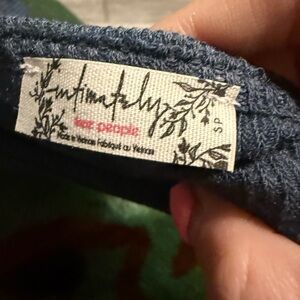 intimately
free people
SP
Made in Vietnam Fabriqué au Vietnam